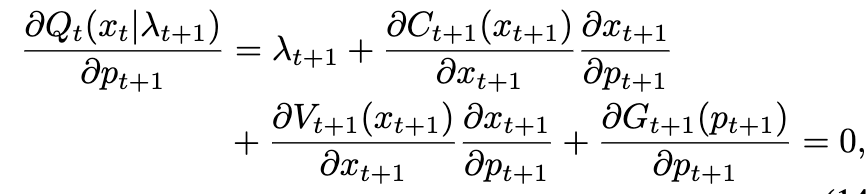 ∂Q_t(x_t|λ_{t+1})/∂p_{t+1} = λ_{t+1} + ∂C_{t+1}(x_{t+1})/∂x_{t+1} ∂x_{t+1}/∂p_{t+1}
+ ∂V_{t+1}(x_{t+1})/∂x_{t+1} ∂x_{t+1}/∂p_{t+1} + ∂G_{t+1}(p_{t+1})/∂p_{t+1} = 0,